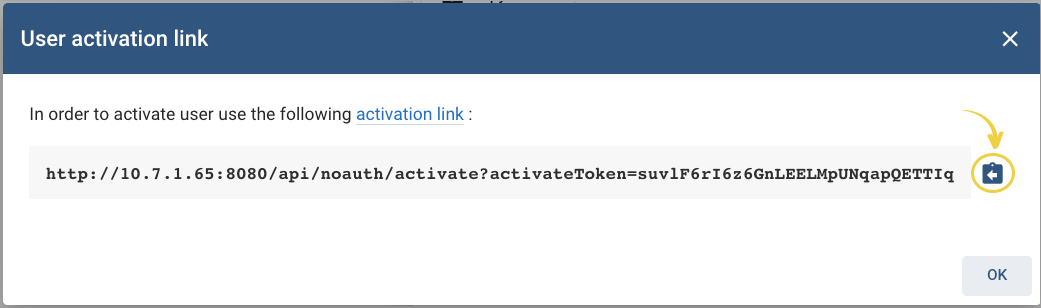 User activation link
In order to activate user use the following activation link :
http://10.7.1.65:8080/api/noauth/activate?activateToken=suvlF6rI6z6GnLEELMpUNqapQETTIq
OK